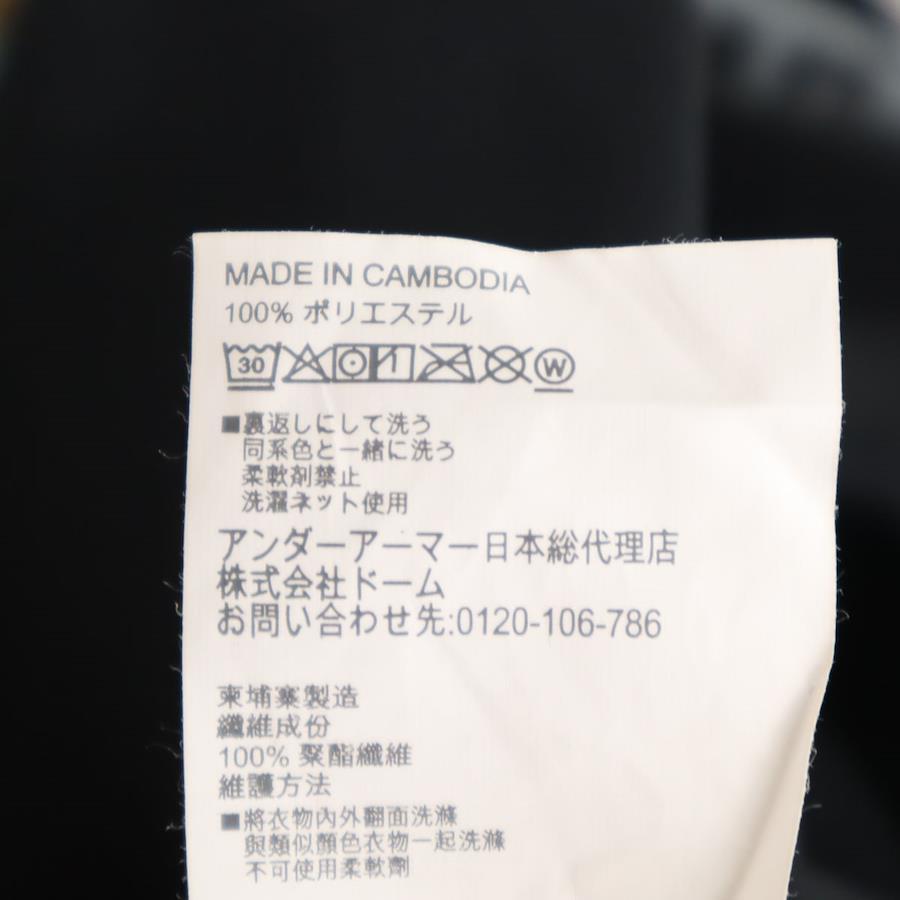 MADE IN CAMBODIA
100% ポリエステル
30 W
■裏返しにして洗う
同系色と一緒に洗う
柔軟剤禁止
洗濯ネット使用
アンダーアーマー日本総代理店
株式会社ドーム
お問い合わせ先:0120-106-786
柬埔寨製造
纖維成份
100% 聚酯纖維
維護方法
■將衣物內外翻面洗滌
與類似顏色衣物一起洗滌
不可使用柔軟劑